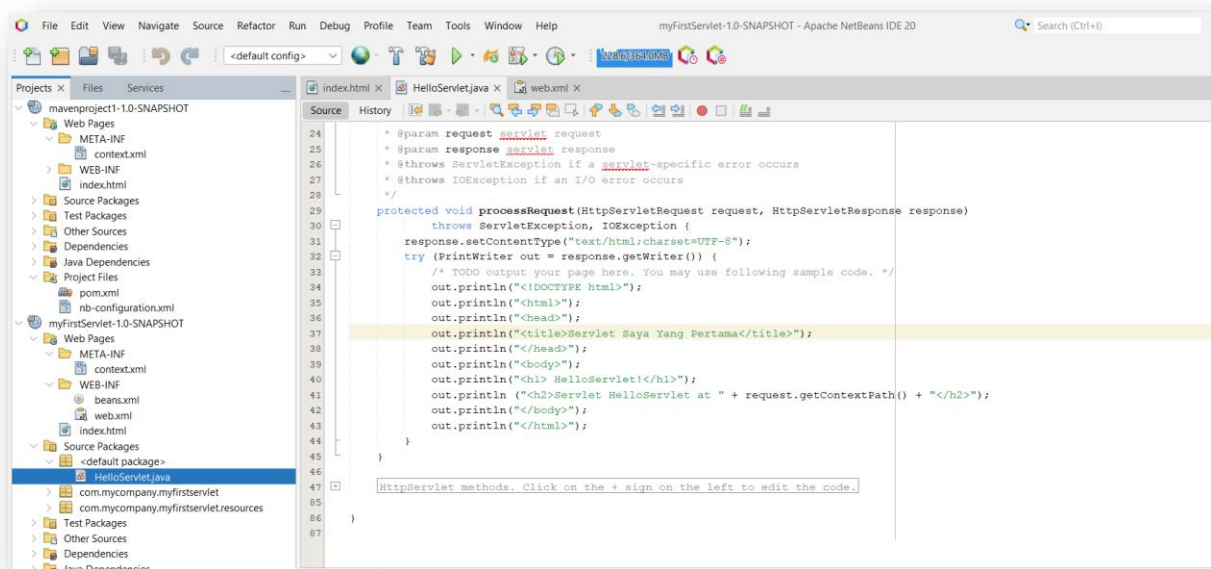 File Edit View Navigate Source Refactor Run Debug Profile Team Tools Window Help myFirstServlet-1.0-SNAPSHOT - Apache NetBeans IDE 20 Search (Ctrl+I)
<default config> 228.6/364.0MB
Projects Files Services
mavenproject1-1.0-SNAPSHOT
Web Pages
META-INF
context.xml
WEB-INF
index.html
Source Packages
Test Packages
Other Sources
Dependencies
Java Dependencies
Project Files
pom.xml
nb-configuration.xml
myFirstServlet-1.0-SNAPSHOT
Web Pages
META-INF
context.xml
WEB-INF
beans.xml
web.xml
index.html
Source Packages
<default package>
HelloServlet.java
com.mycompany.myfirstservlet
com.mycompany.myfirstservlet.resources
Test Packages
Other Sources
Dependencies
Java Dependencies
index.html HelloServlet.java web.xml
Source History
24 * @param request servlet request
25 * @param response servlet response
26 * @throws ServletException if a servlet-specific error occurs
27 * @throws IOException if an I/O error occurs
28 */
29 protected void processRequest(HttpServletRequest request, HttpServletResponse response)
30 throws ServletException, IOException {
31 response.setContentType("text/html;charset=UTF-8");
32 try (PrintWriter out = response.getWriter()) {
33 /* TODO output your page here. You may use following sample code. */
34 out.println("<!DOCTYPE html>");
35 out.println("<html>");
36 out.println("<head>");
37 out.println("<title>Servlet Saya Yang Pertama</title>");
38 out.println("</head>");
39 out.println("<body>");
40 out.println("<h1> HelloServlet!</h1>");
41 out.println ("<h2>Servlet HelloServlet at " + request.getContextPath() + "</h2>");
42 out.println("</body>");
43 out.println("</html>");
44 }
45 }
46
47 HttpServlet methods. Click on the + sign on the left to edit the code.
85
86 }
87